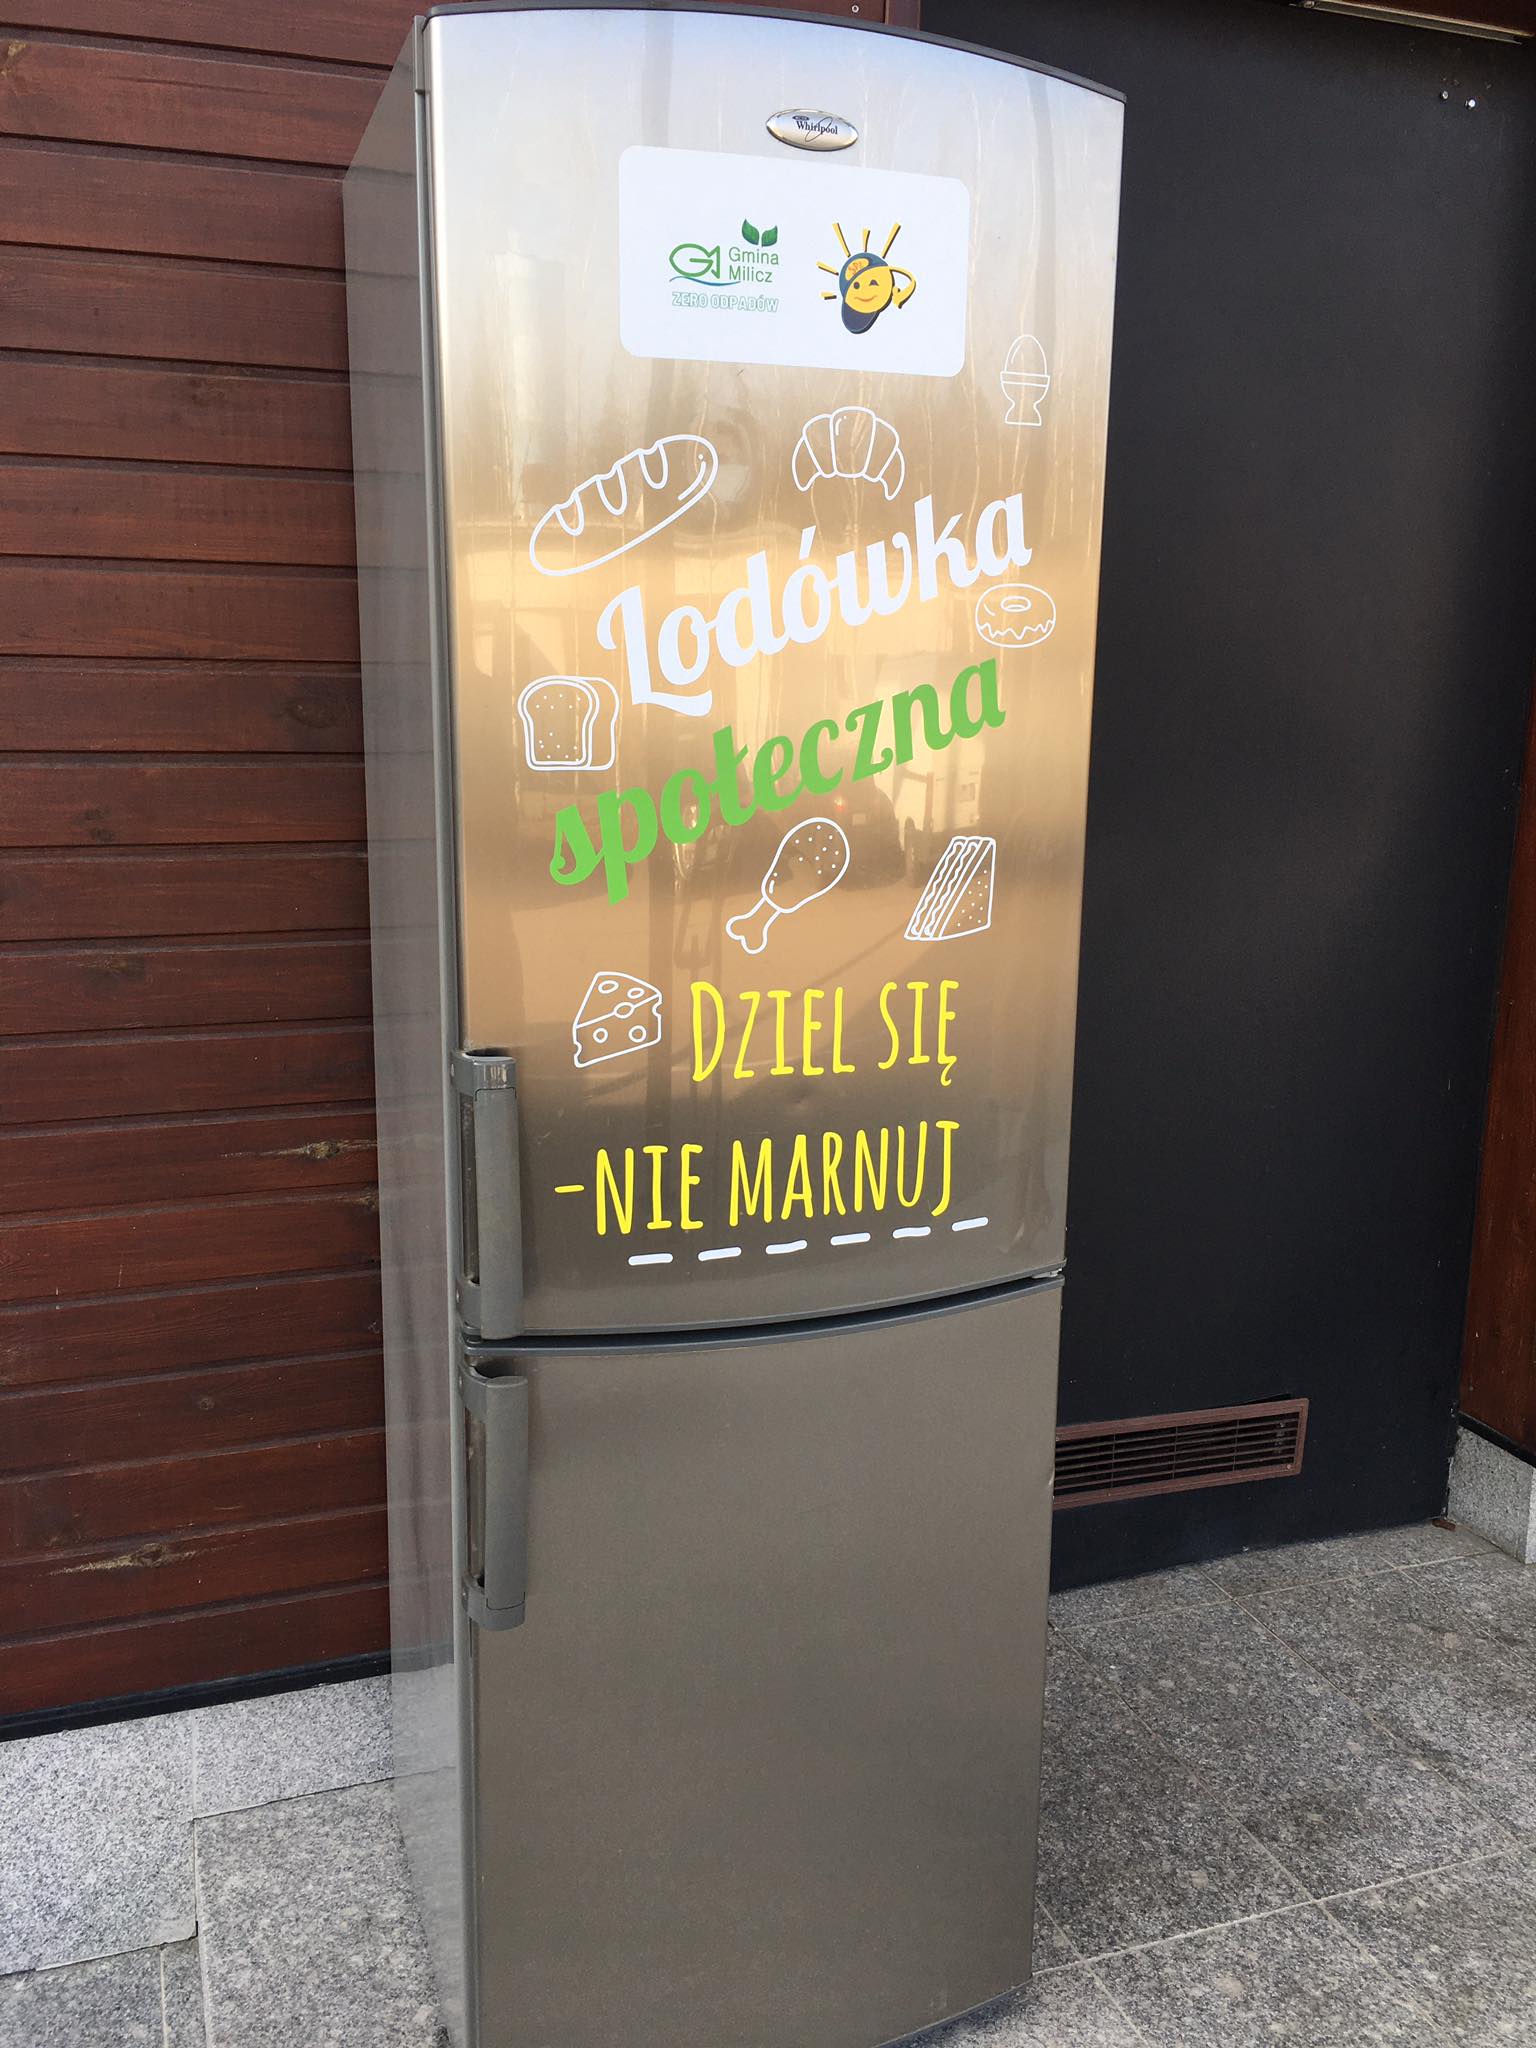 Whirlpool
Gmina
Milicz
ZERO ODPADÓW
Lodówka
społeczna
DZIEL SIĘ
-NIE MARNUJ